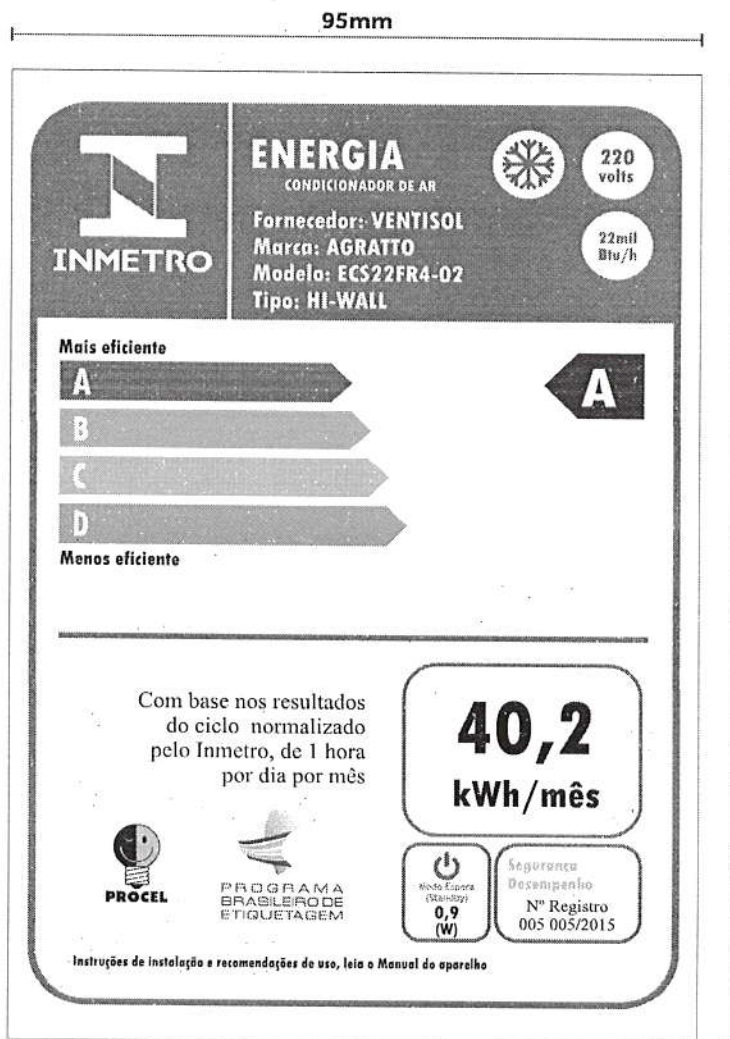 95mm
INMETRO
ENERGIA
CONDICIONADOR DE AR
220
volts
Fornecedor: VENTISOL
Marca: AGRATTO
Modelo: ECS22FR4-02
Tipo: HI-WALL
22mil
Btu/h
Mais eficiente
A
A
B
C
D
Menos eficiente
Com base nos resultados
do ciclo normalizado
pelo Inmetro, de 1 hora
por dia por mês
40,2
kWh/mês
PROCEL
PROGRAMA
BRASILEIRO DE
ETIQUETAGEM
Modo Espera
(Standby)
0,9
(W)
Segurança
Desempenho
Nº Registro
005 005/2015
Instruções de instalação e recomendações de uso, leia o Manual do aparelho